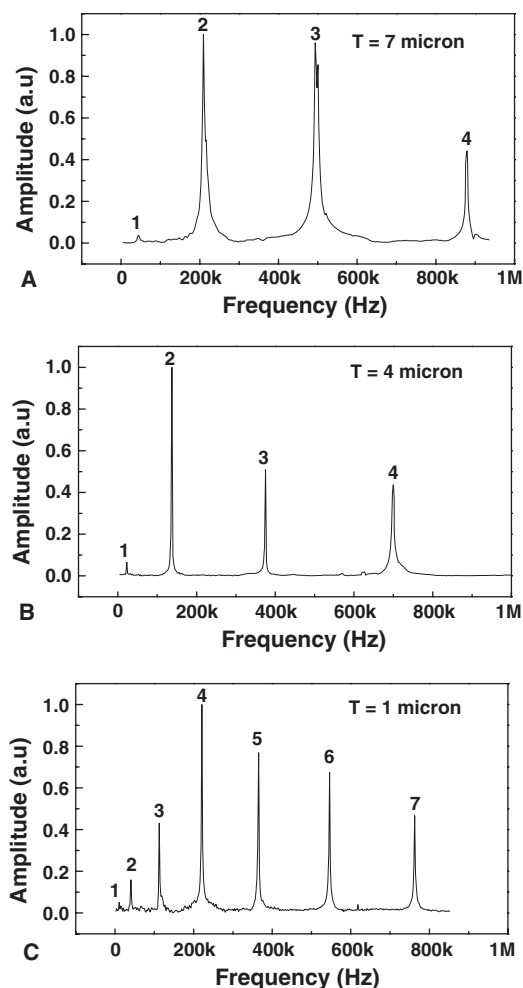 2
3
T = 7 micron
4
1
1.0
0.8
0.6
0.4
0.2
0.0
Amplitude (a.u)
0 200k 400k 600k 800k 1M
A
Frequency (Hz)
2
T = 4 micron
3
4
1
1.0
0.8
0.6
0.4
0.2
0.0
Amplitude (a.u)
0 200k 400k 600k 800k 1M
B
Frequency (Hz)
4
T = 1 micron
5
6
7
3
2
1
1.0
0.8
0.6
0.4
0.2
0.0
Amplitude (a.u)
0 200k 400k 600k 800k 1M
C
Frequency (Hz)